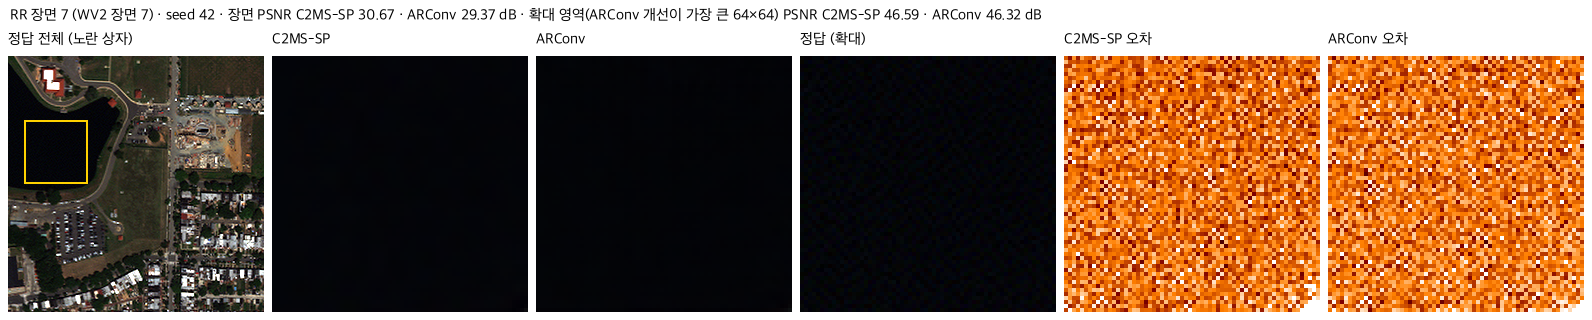 RR 장면 7 (WV2 장면 7) · seed 42 · 장면 PSNR C2MS-SP 30.67 · ARConv 29.37 dB · 확대 영역(ARConv 개선이 가장 큰 64×64) PSNR C2MS-SP 46.59 · ARConv 46.32 dB
정답 전체 (노란 상자)
C2MS-SP
ARConv
정답 (확대)
C2MS-SP 오차
ARConv 오차